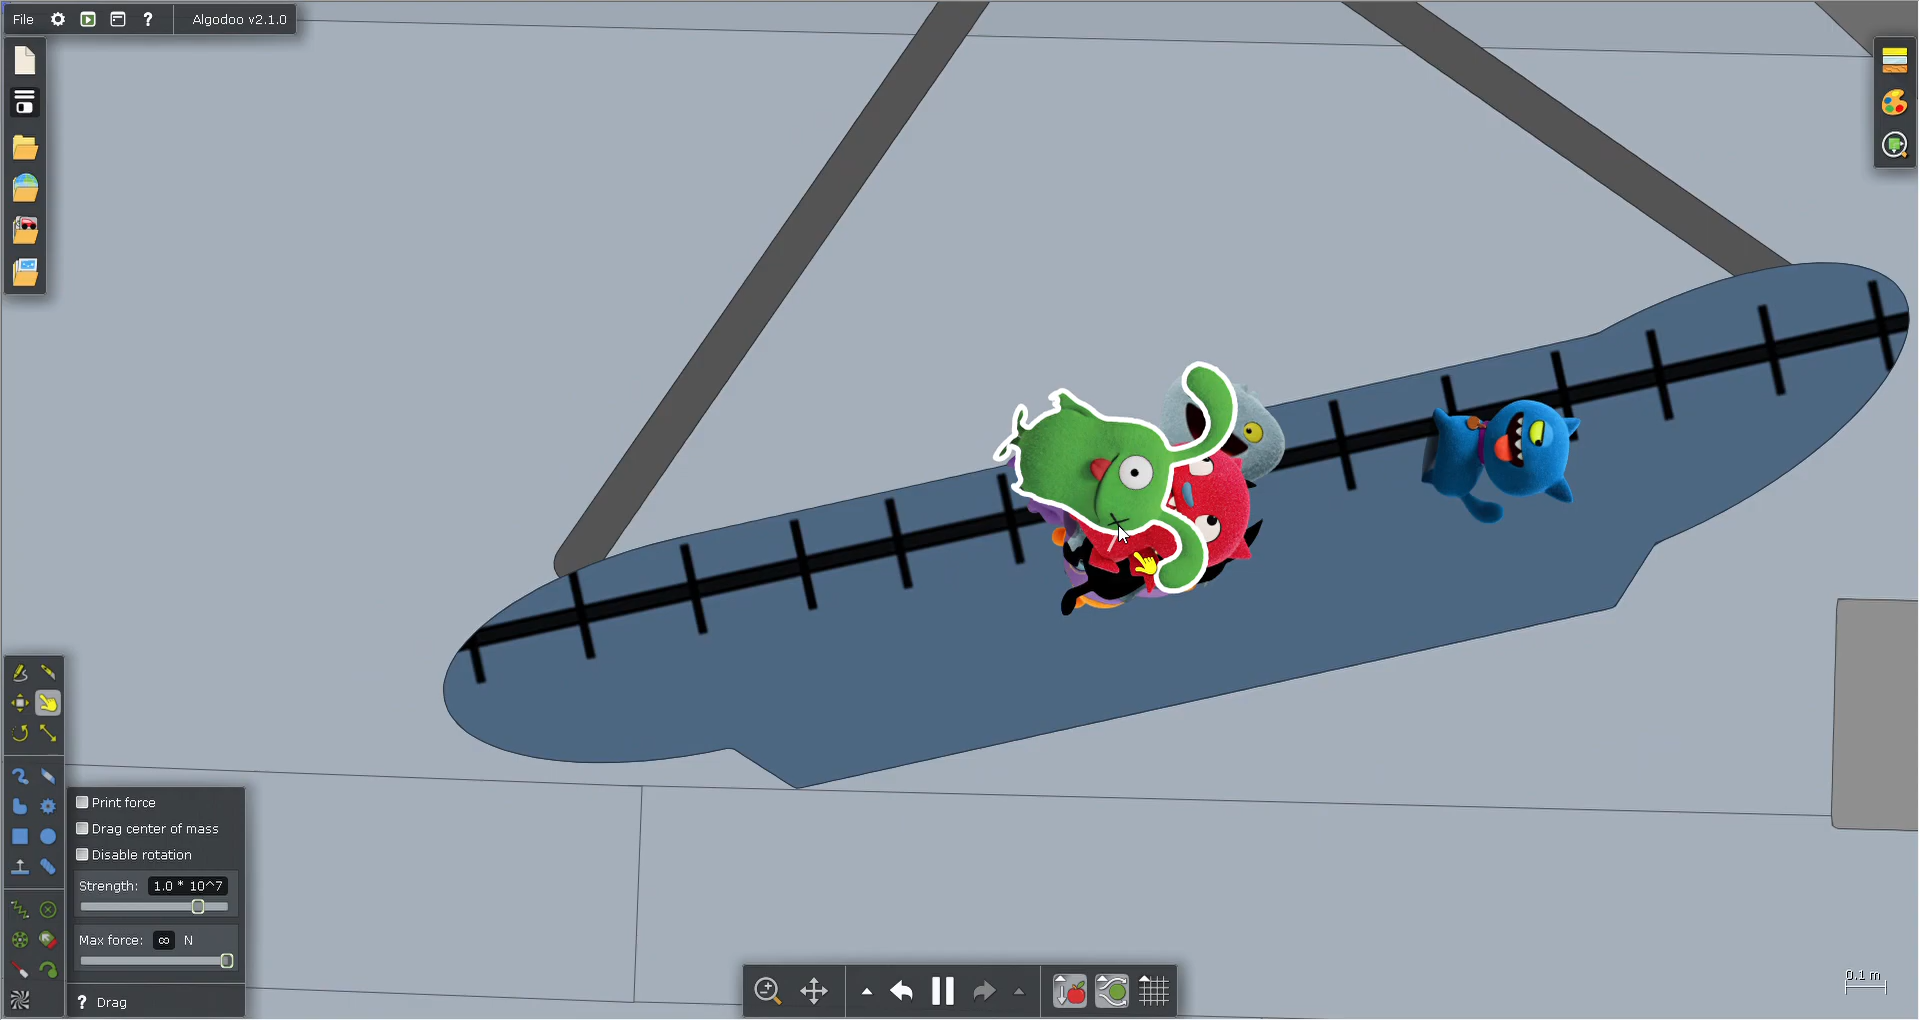 File ? Algodoo v2.1.0
Print force
Drag center of mass
Disable rotation
Strength: 1.0 * 10^7
Max force: ∞ N
? Drag
0.1 m